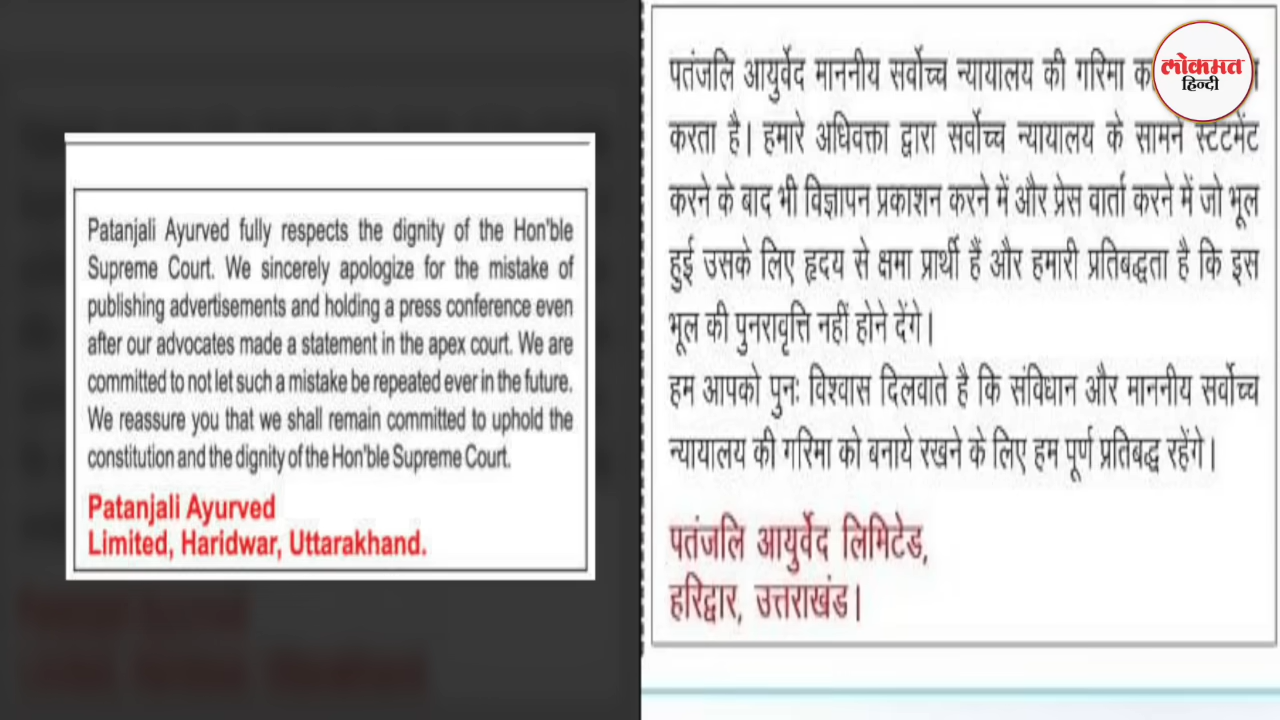 Patanjali Ayurved fully respects the dignity of the Hon'ble
Supreme Court. We sincerely apologize for the mistake of
publishing advertisements and holding a press conference even
after our advocates made a statement in the apex court. We are
committed to not let such a mistake be repeated ever in the future.
We reassure you that we shall remain committed to uphold the
constitution and the dignity of the Hon'ble Supreme Court.
Patanjali Ayurved
Limited, Haridwar, Uttarakhand.
पतंजलि आयुर्वेद माननीय सर्वोच्च न्यायालय की गरिमा
करता है। हमारे अधिवक्ता द्वारा सर्वोच्च न्यायालय के सामने स्टेटमेंट
करने के बाद भी विज्ञापन प्रकाशन करने में और प्रेस वार्ता करने में जो भूल
हुई उसके लिए हृदय से क्षमा प्रार्थी हैं और हमारी प्रतिबद्धता है कि इस
भूल की पुनरावृत्ति नहीं होने देंगे।
हम आपको पुनः विश्वास दिलवाते है कि संविधान और माननीय सर्वोच्च
न्यायालय की गरिमा को बनाये रखने के लिए हम पूर्ण प्रतिबद्ध रहेंगे।
पतंजलि आयुर्वेद लिमिटेड,
हरिद्वार, उत्तराखंड।
लोकमत
हिन्दी